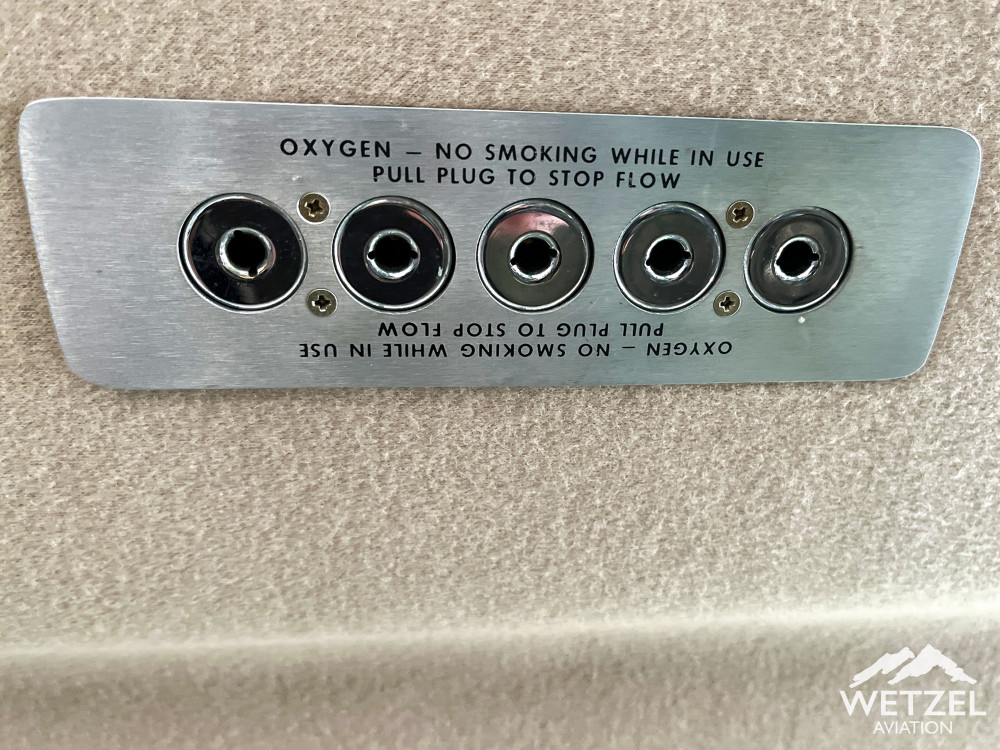 OXYGEN — NO SMOKING WHILE IN USE
PULL PLUG TO STOP FLOW
OXYGEN — NO SMOKING WHILE IN USE
PULL PLUG TO STOP FLOW
WETZEL
AVIATION